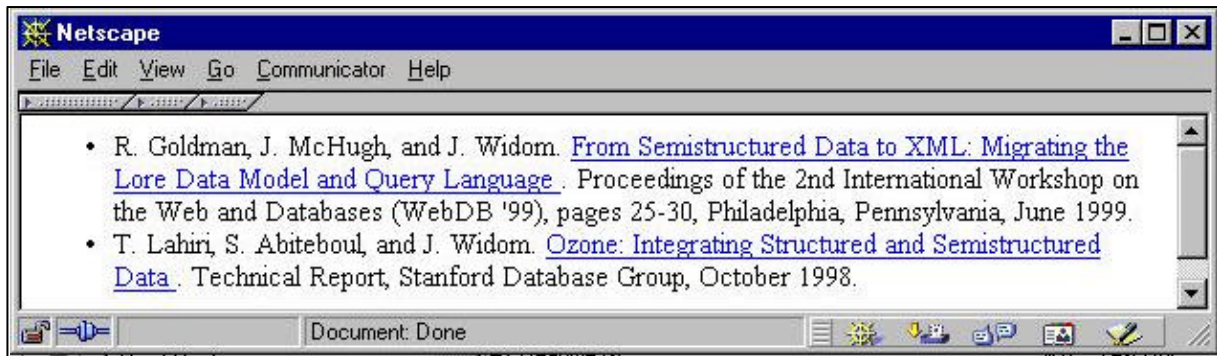 Netscape
File Edit View Go Communicator Help
• R. Goldman, J. McHugh, and J. Widom. From Semistructured Data to XML: Migrating the
Lore Data Model and Query Language . Proceedings of the 2nd International Workshop on
the Web and Databases (WebDB '99), pages 25-30, Philadelphia, Pennsylvania, June 1999.
• T. Lahiri, S. Abiteboul, and J. Widom. Ozone: Integrating Structured and Semistructured
Data . Technical Report, Stanford Database Group, October 1998.
Document: Done